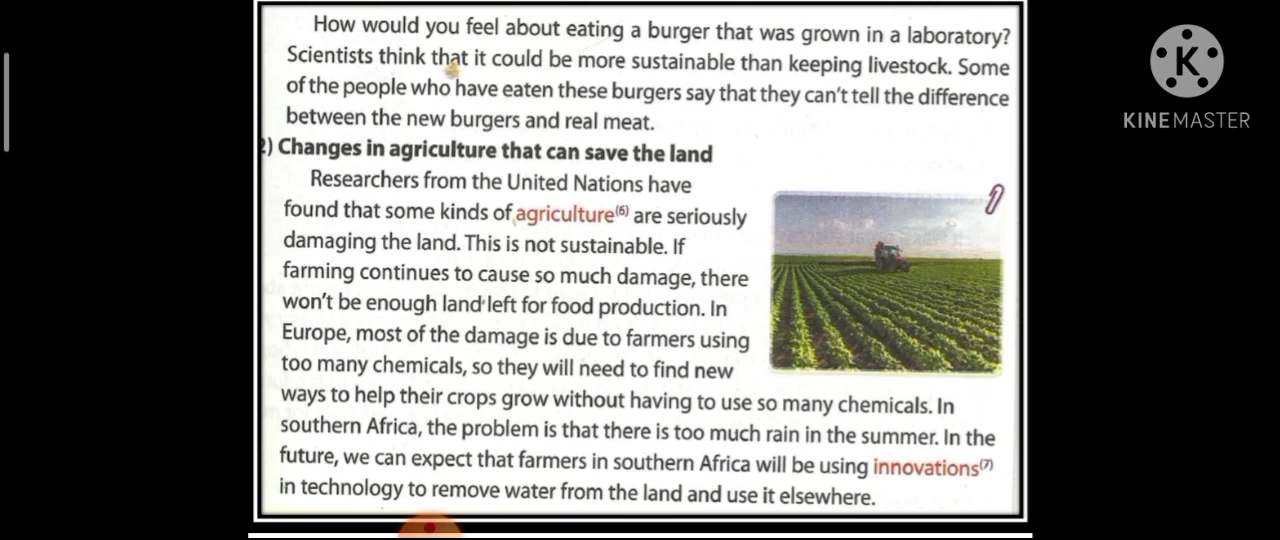 How would you feel about eating a burger that was grown in a laboratory?
Scientists think that it could be more sustainable than keeping livestock. Some
of the people who have eaten these burgers say that they can't tell the difference
between the new burgers and real meat.
2) Changes in agriculture that can save the land
Researchers from the United Nations have
found that some kinds of agriculture(6) are seriously
damaging the land. This is not sustainable. If
farming continues to cause so much damage, there
won't be enough land left for food production. In
Europe, most of the damage is due to farmers using
too many chemicals, so they will need to find new
ways to help their crops grow without having to use so many chemicals. In
southern Africa, the problem is that there is too much rain in the summer. In the
future, we can expect that farmers in southern Africa will be using innovations(7)
in technology to remove water from the land and use it elsewhere.
K
KINEMASTER